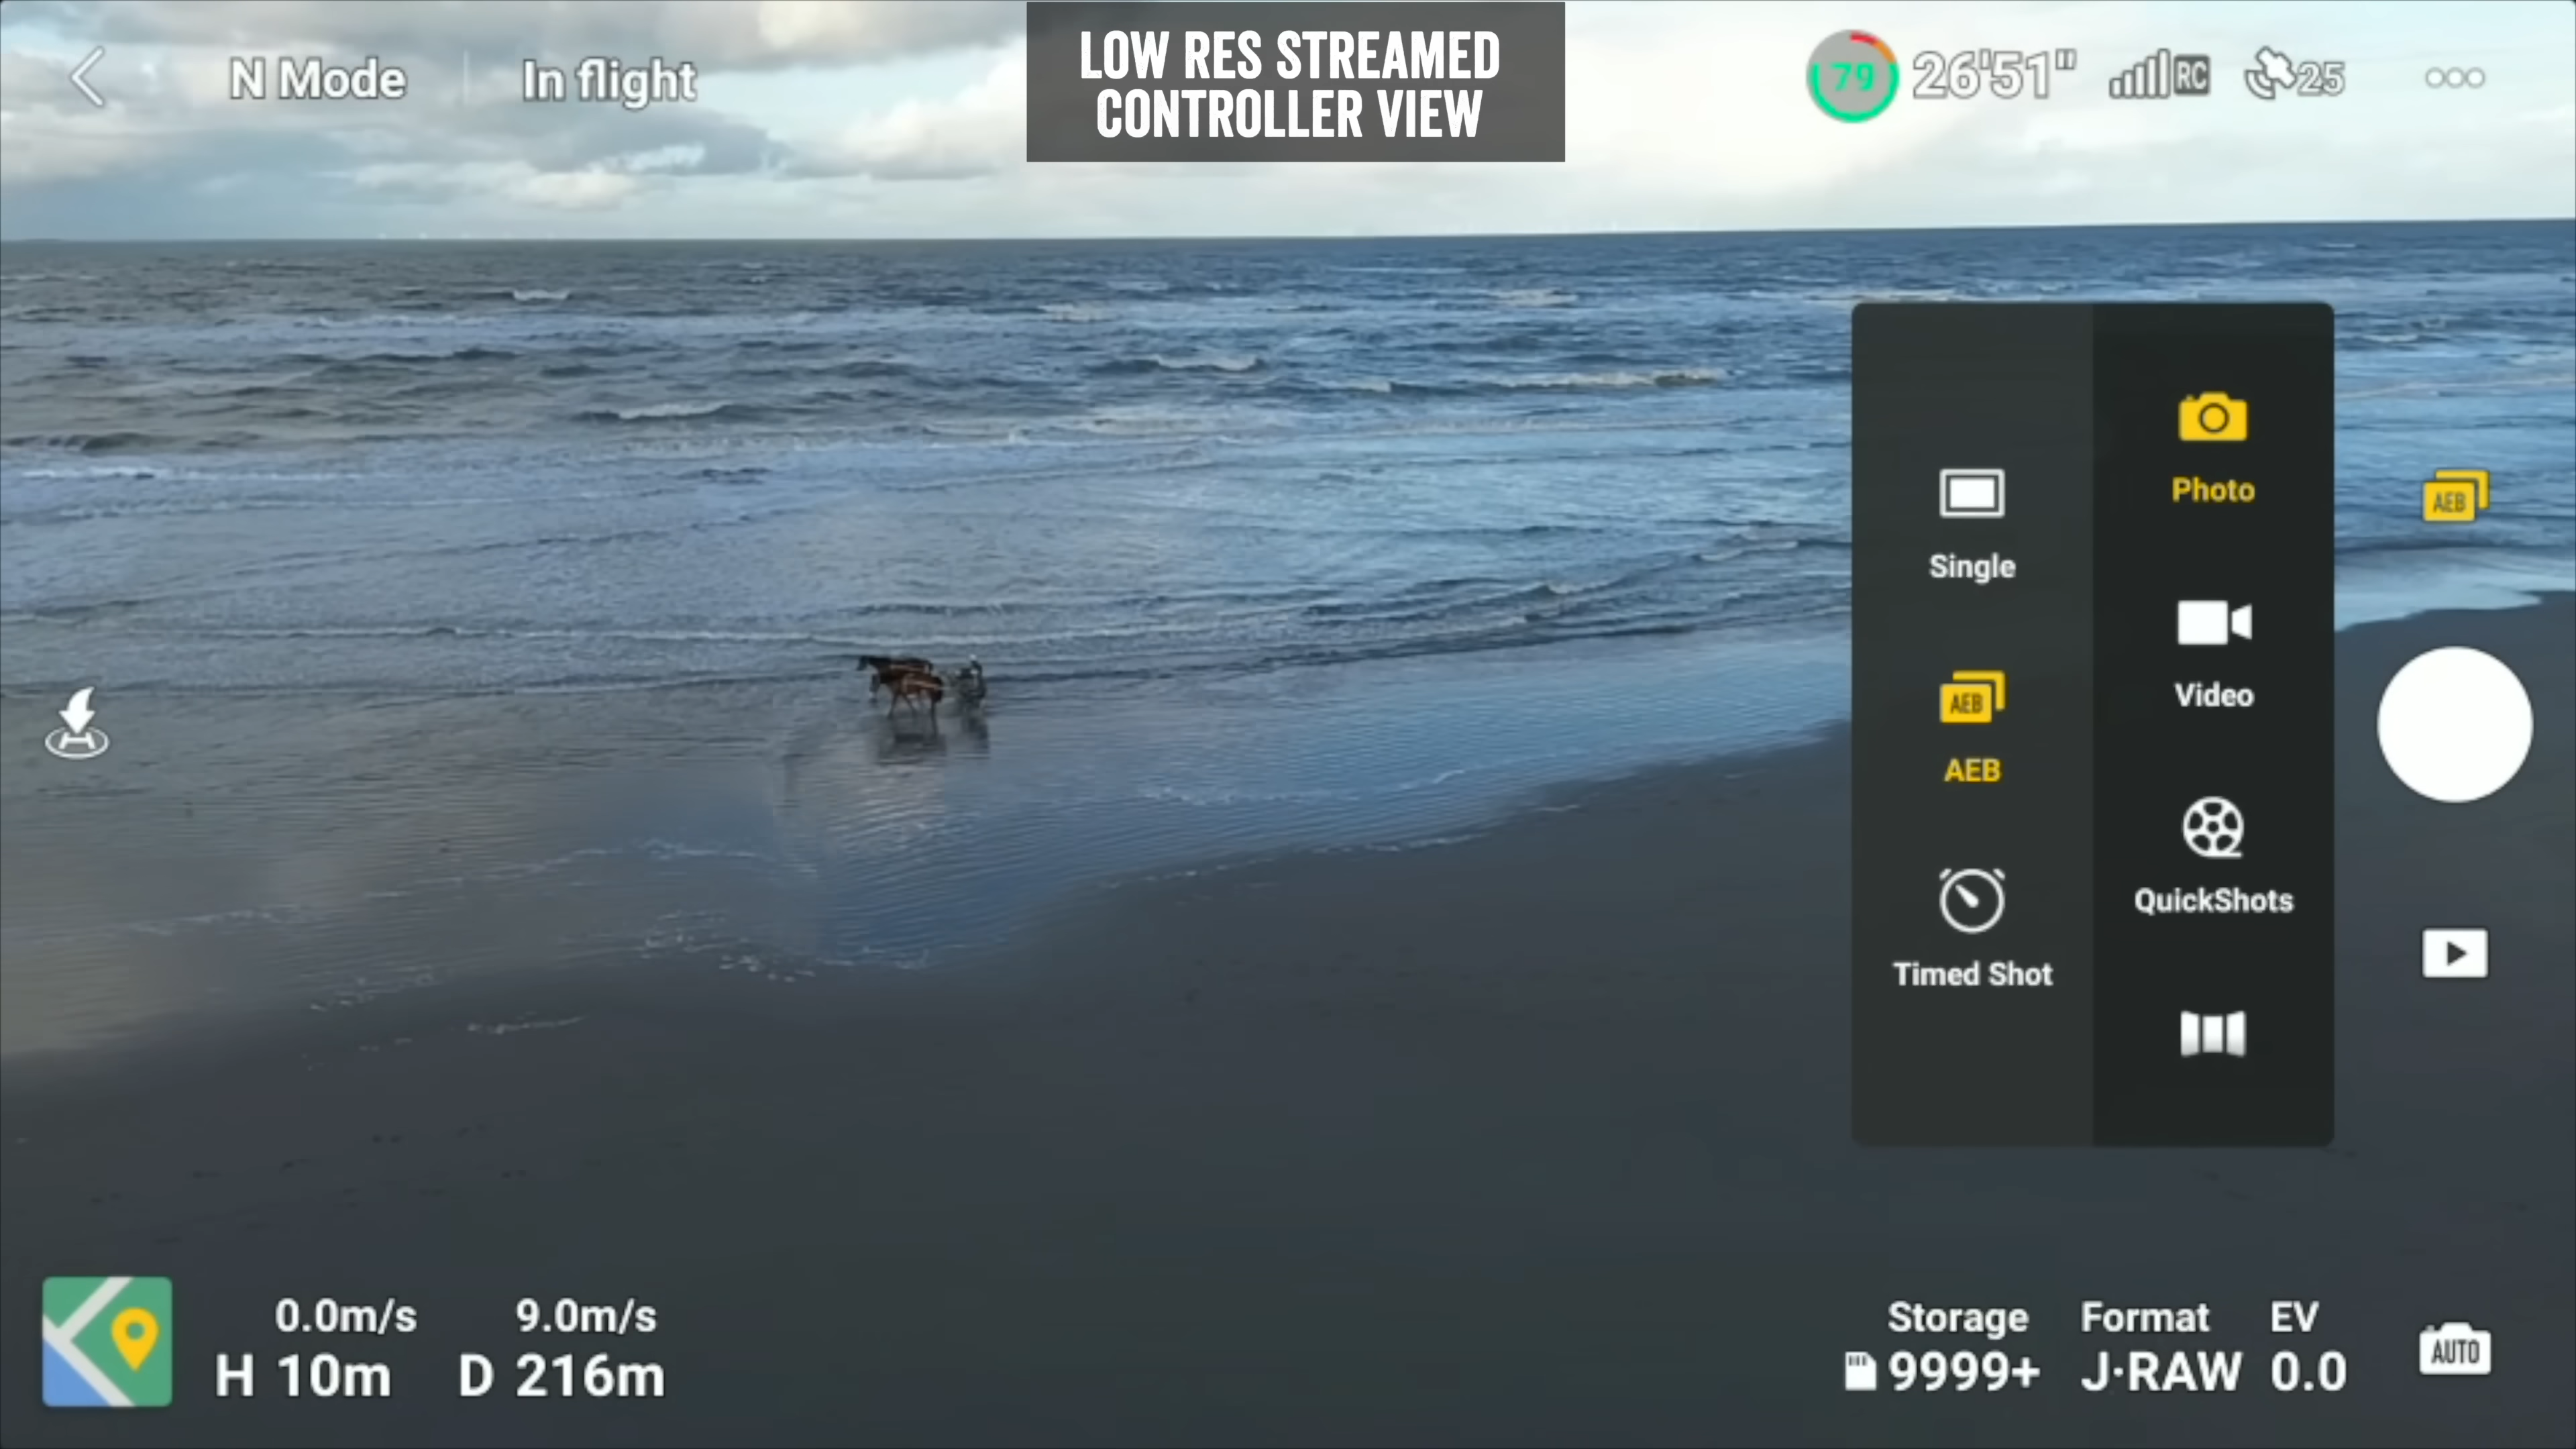 N Mode
In flight
LOW RES STREAMED
CONTROLLER VIEW
79
26'51"
RC
25
Single
AEB
AEB
Timed Shot
Photo
Video
QuickShots
AEB
0.0m/s
9.0m/s
H 10m
D 216m
Storage
Format
EV
9999+
J·RAW
0.0
AUTO